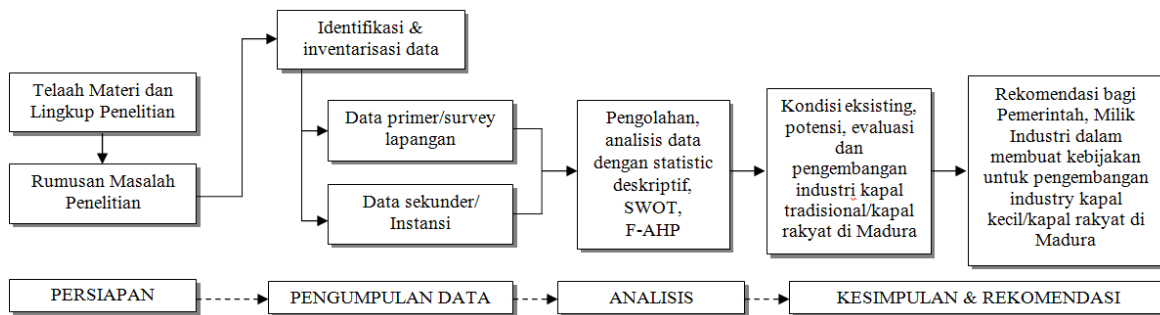 Telaah Materi dan
Lingkup Penelitian
Rumusan Masalah
Penelitian
Identifikasi &
inventarisasi data
Data primer/survey
lapangan
Data sekunder/
Instansi
Pengolahan,
analisis data
dengan statistic
deskriptif,
SWOT,
F-AHP
Kondisi eksisting,
potensi, evaluasi
dan
pengembangan
industri kapal
tradisional/kapal
rakyat di Madura
Rekomendasi bagi
Pemerintah, Milik
Industri dalam
membuat kebijakan
untuk pengembangan
industry kapal
kecil/kapal rakyat di
Madura
PERSIAPAN
PENGUMPULAN DATA
ANALISIS
KESIMPULAN & REKOMENDASI